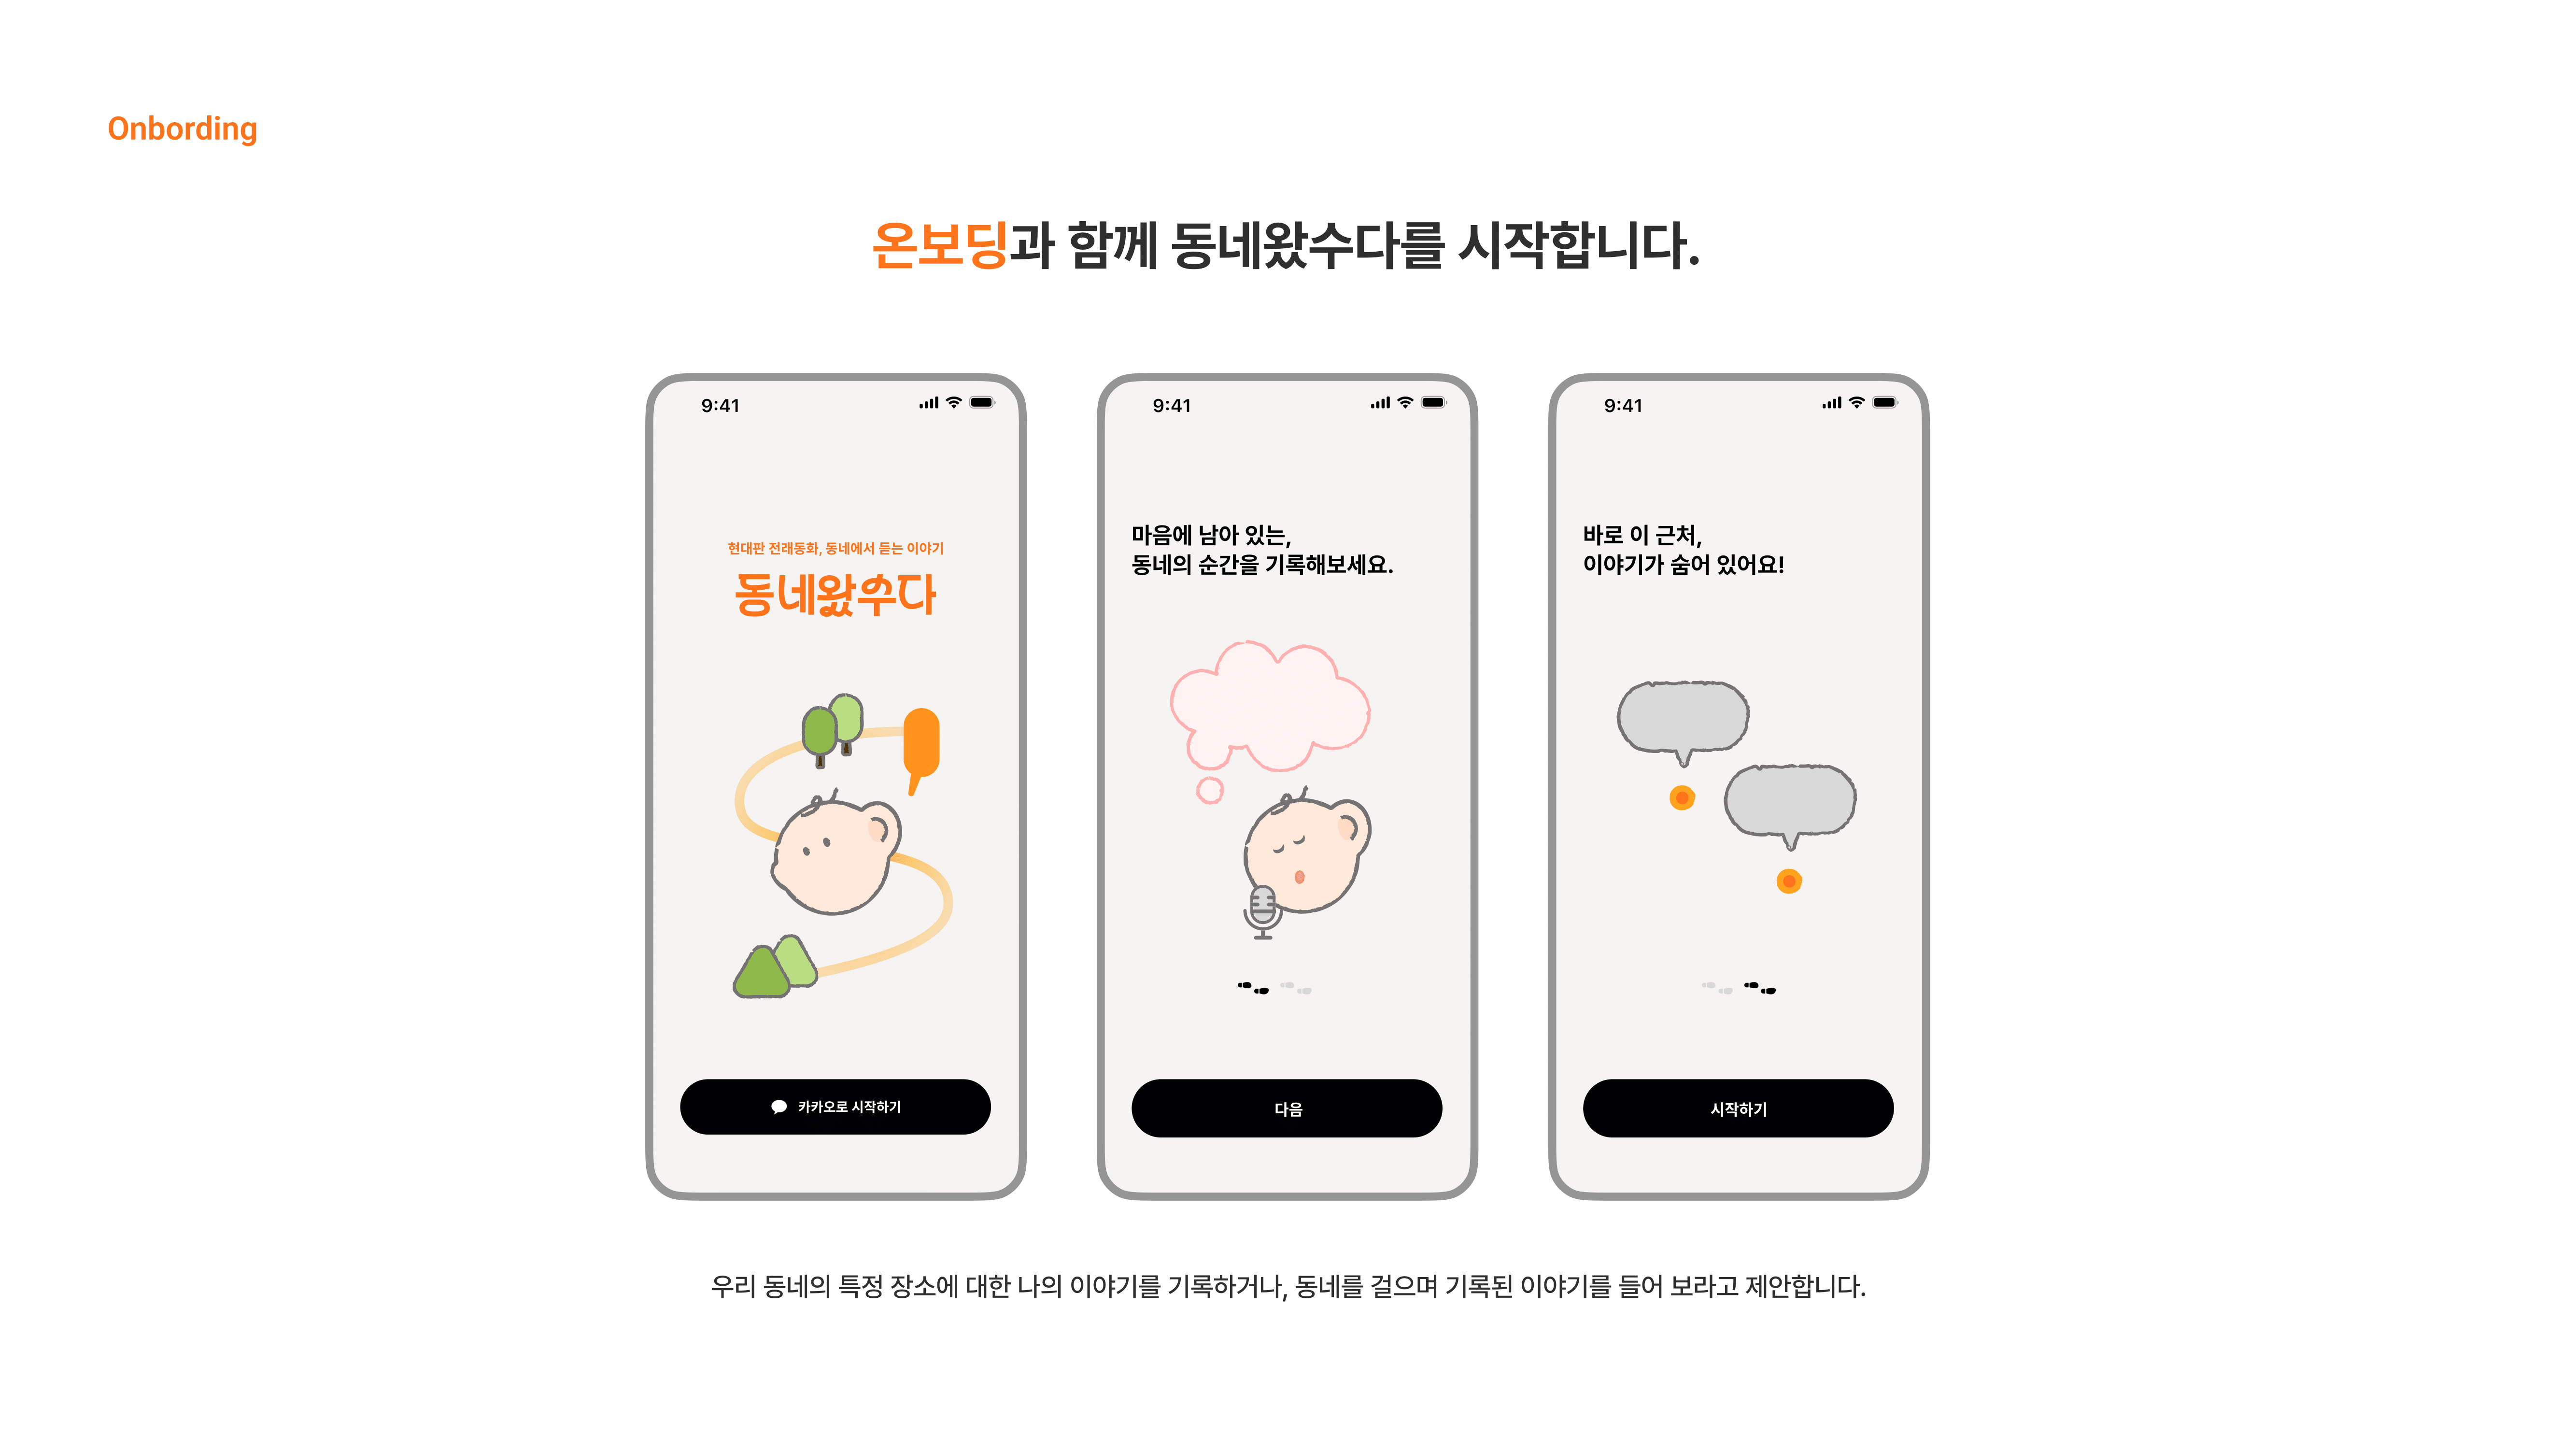 Onbording
온보딩과 함께 동네왔수다를 시작합니다.
9:41
현대판 전래동화, 동네에서 듣는 이야기
동네왔수다
카카오로 시작하기
9:41
마음에 남아 있는,
동네의 순간을 기록해보세요.
다음
9:41
바로 이 근처,
이야기가 숨어 있어요!
시작하기
우리 동네의 특정 장소에 대한 나의 이야기를 기록하거나, 동네를 걸으며 기록된 이야기를 들어 보라고 제안합니다.